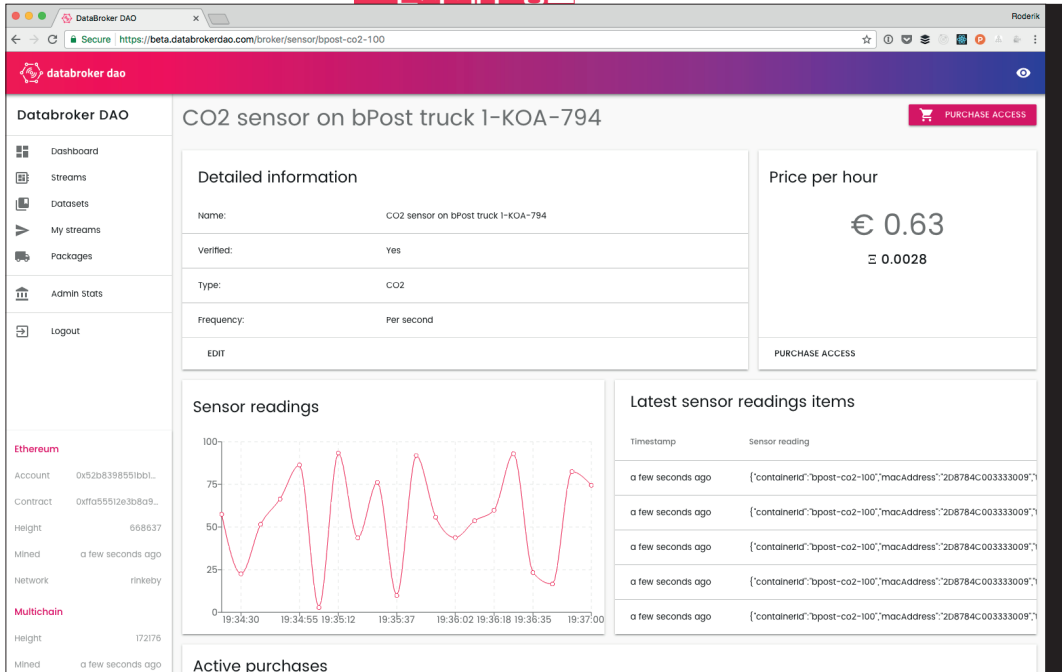 DataBroker DAO
Roderik
Secure https://beta.databrokerdao.com/broker/sensor/bpost-co2-100
databroker dao
Databroker DAO
Dashboard
Streams
Datasets
My streams
Packages
Admin Stats
Logout
Ethereum
Account 0x52b8398551bb1...
Contract 0xffa55512e3b8a9...
Height 668637
Mined a few seconds ago
Network rinkeby
Multichain
Height 172176
Mined a few seconds ago
CO2 sensor on bPost truck 1-KOA-794
PURCHASE ACCESS
Detailed information
Name: CO2 sensor on bPost truck 1-KOA-794
Verified: Yes
Type: CO2
Frequency: Per second
EDIT
Price per hour
€ 0.63
Ξ 0.0028
PURCHASE ACCESS
Sensor readings
100
75
50
25
0
19:34:30 19:34:55 19:35:12 19:35:37 19:36:02 19:36:18 19:36:35 19:37:00
Latest sensor readings items
Timestamp Sensor reading
a few seconds ago {"containerId":"bpost-co2-100","macAddress":"2D8784C003333009","
a few seconds ago {"containerId":"bpost-co2-100","macAddress":"2D8784C003333009","
a few seconds ago {"containerId":"bpost-co2-100","macAddress":"2D8784C003333009","
a few seconds ago {"containerId":"bpost-co2-100","macAddress":"2D8784C003333009","
a few seconds ago {"containerId":"bpost-co2-100","macAddress":"2D8784C003333009","
Active purchases